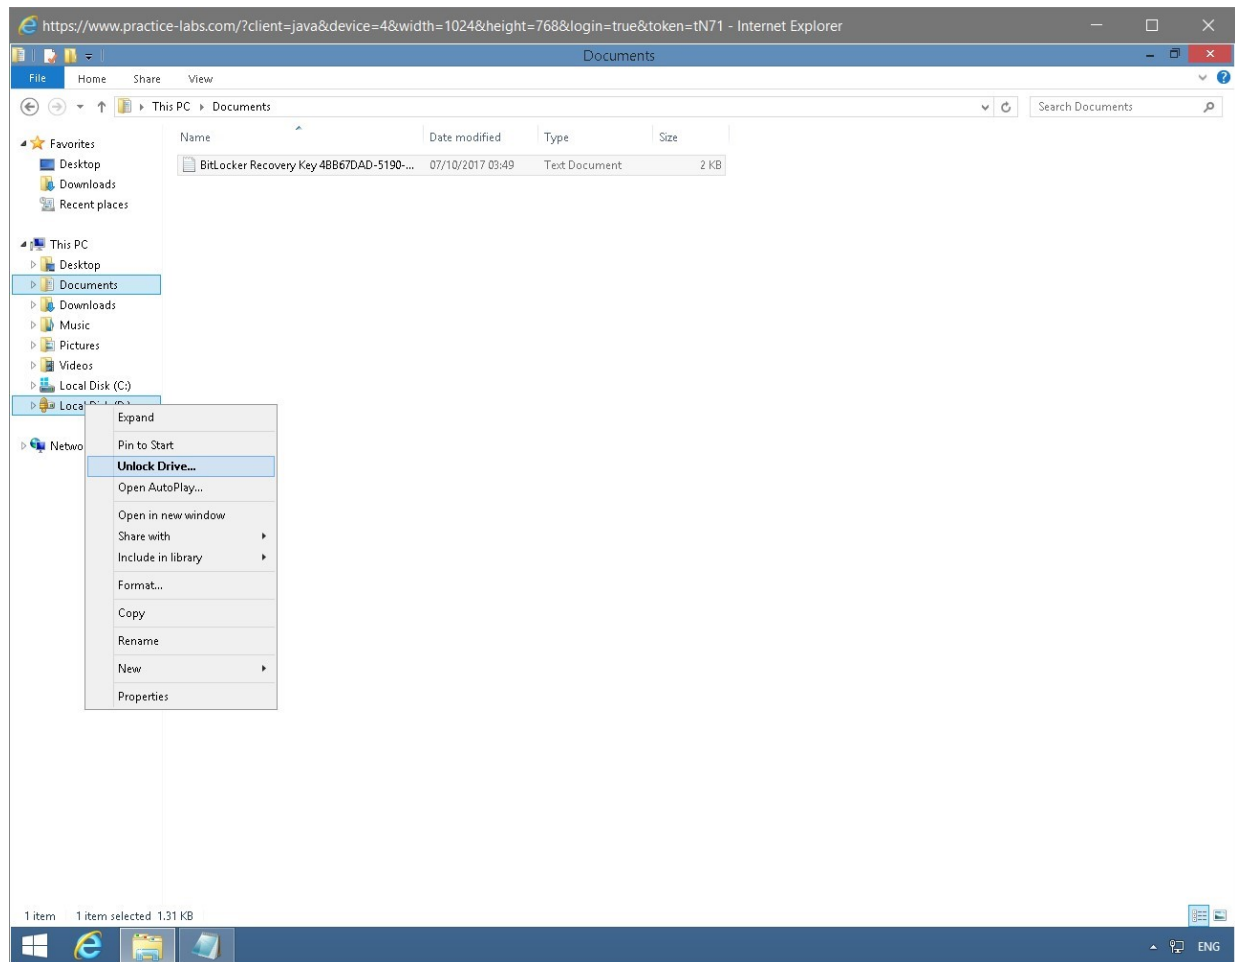 https://www.practice-labs.com/?client=java&device=4&width=1024&height=768&login=true&token=tN71 - Internet Explorer
Documents
File Home Share View
This PC Documents
Search Documents
Name Date modified Type Size
BitLocker Recovery Key 4BB67DAD-5190-... 07/10/2017 03:49 Text Document 2 KB
Favorites
Desktop
Downloads
Recent places
This PC
Desktop
Documents
Downloads
Music
Pictures
Videos
Local Disk (C:)
Local Disk (D:)
Netwo
Expand
Pin to Start
Unlock Drive...
Open AutoPlay...
Open in new window
Share with
Include in library
Format...
Copy
Rename
New
Properties
1 item 1 item selected 1.31 KB
ENG